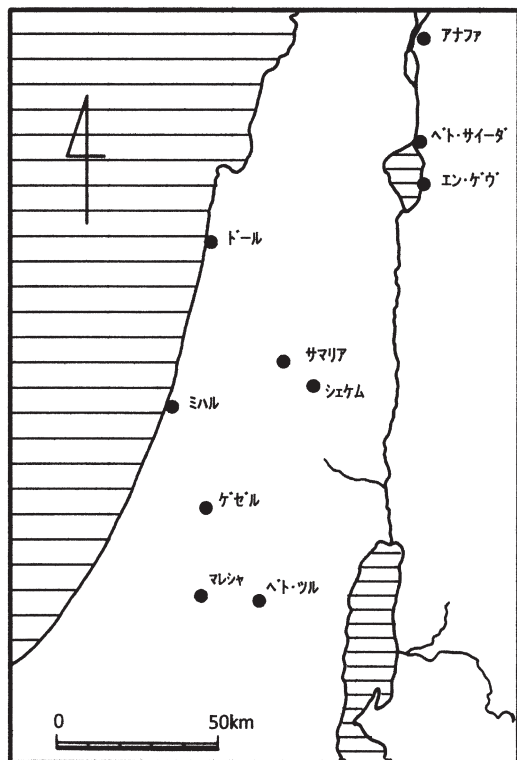 アナファ
ベト・サイーダ
エン・ゲヴ
ドール
サマリア
シェケム
ミハル
ゲゼル
マレシャ
ベト・ツル
0 50km